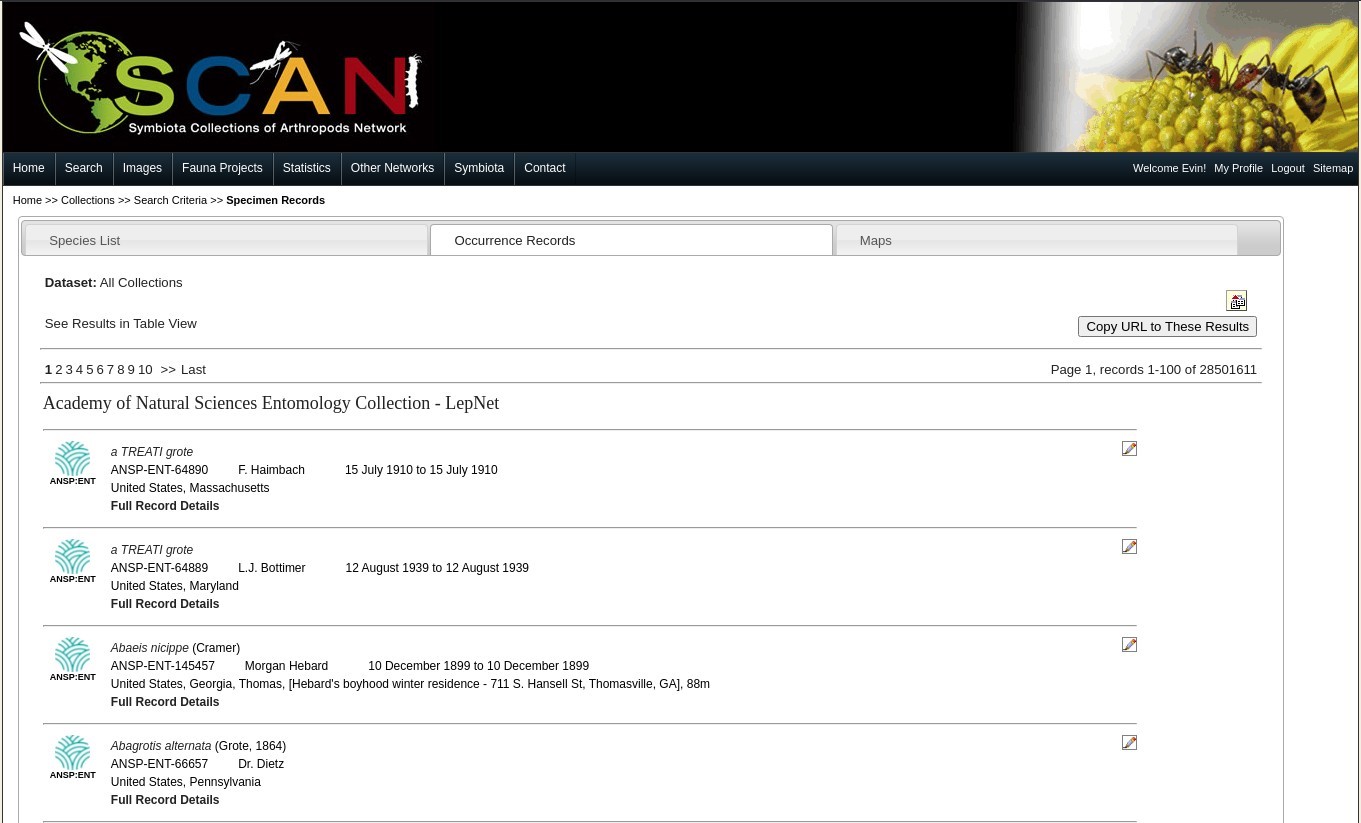 SCAN
Symbiota Collections of Arthropods Network
Home Search Images Fauna Projects Statistics Other Networks Symbiota Contact Welcome Evin! My Profile Logout Sitemap
Home >> Collections >> Search Criteria >> Specimen Records
Species List Occurrence Records Maps
Dataset: All Collections
See Results in Table View Copy URL to These Results
1 2 3 4 5 6 7 8 9 10 >> Last Page 1, records 1-100 of 28501611
Academy of Natural Sciences Entomology Collection - LepNet
a TREATI grote
ANSP-ENT-64890 F. Haimbach 15 July 1910 to 15 July 1910
ANSP:ENT
United States, Massachusetts
Full Record Details
a TREATI grote
ANSP-ENT-64889 L.J. Bottimer 12 August 1939 to 12 August 1939
ANSP:ENT
United States, Maryland
Full Record Details
Abaeis nicippe (Cramer)
ANSP-ENT-145457 Morgan Hebard 10 December 1899 to 10 December 1899
ANSP:ENT
United States, Georgia, Thomas, [Hebard's boyhood winter residence - 711 S. Hansell St, Thomasville, GA], 88m
Full Record Details
Abagrotis alternata (Grote, 1864)
ANSP-ENT-66657 Dr. Dietz
ANSP:ENT
United States, Pennsylvania
Full Record Details